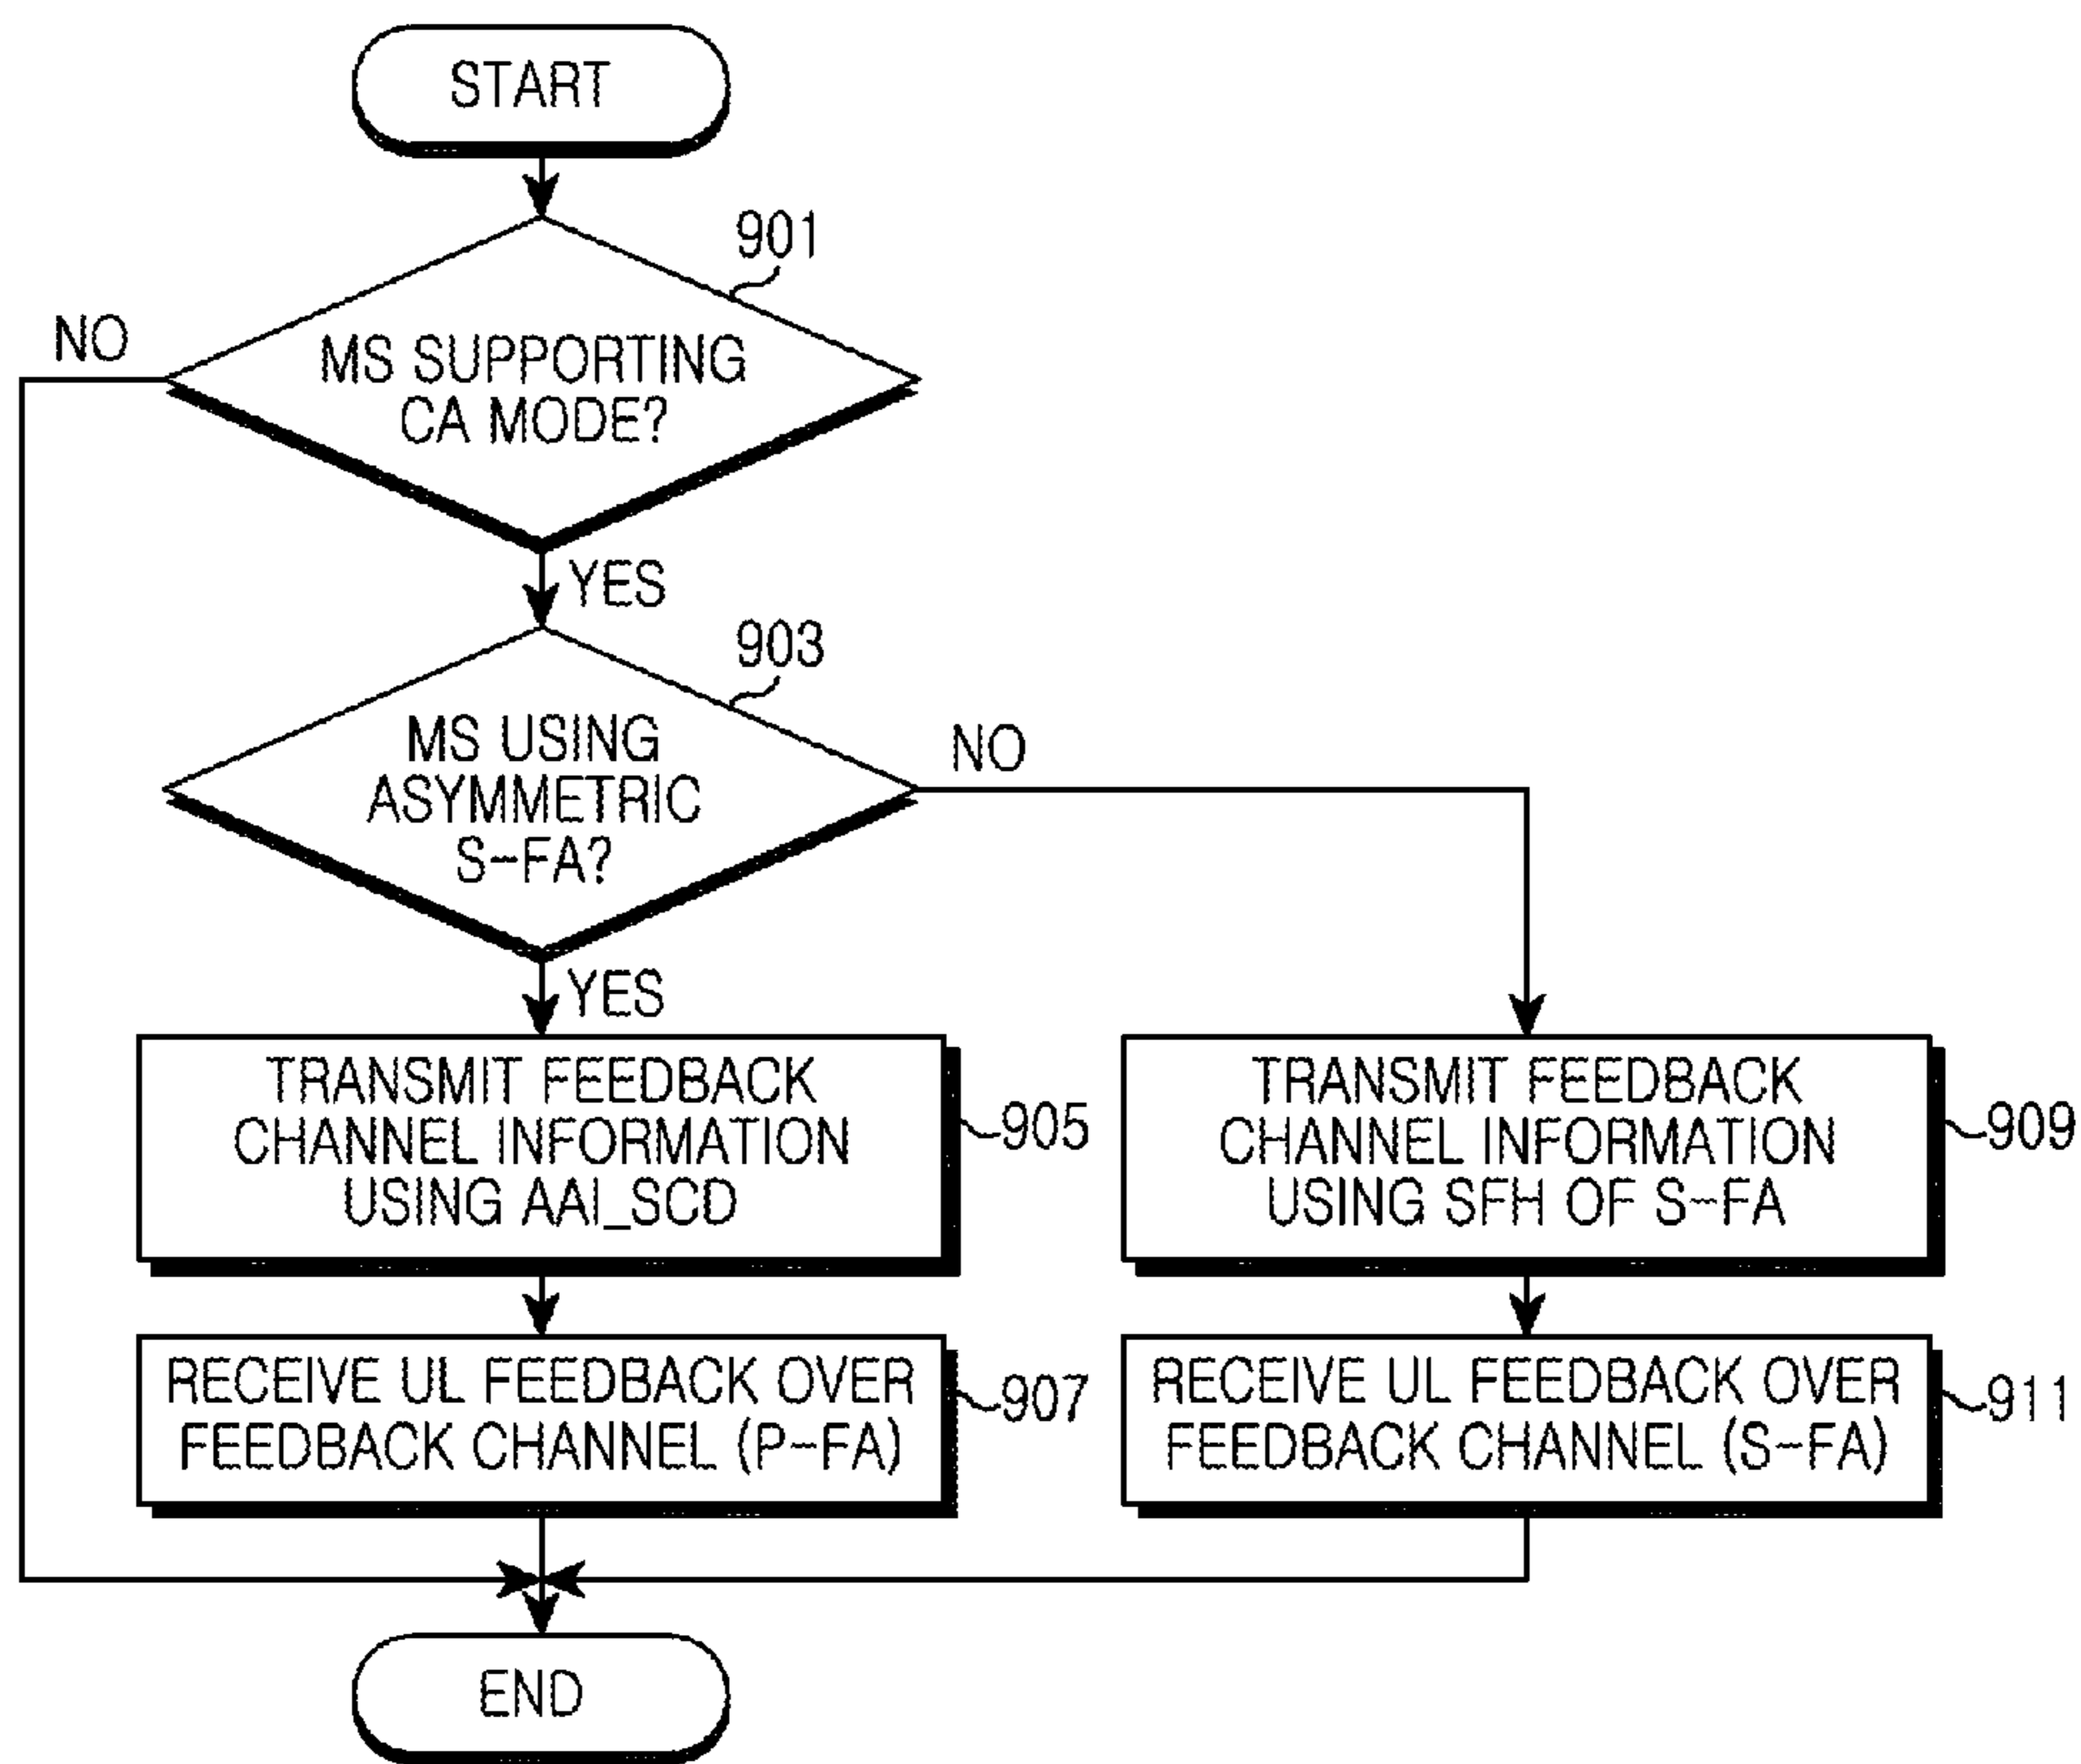 START
901
NO
MS SUPPORTING
CA MODE?
YES
903
MS USING
ASYMMETRIC
S-FA?
NO
YES
TRANSMIT FEEDBACK
CHANNEL INFORMATION
USING AAI_SCD
905
TRANSMIT FEEDBACK
CHANNEL INFORMATION
USING SFH OF S-FA
909
RECEIVE UL FEEDBACK OVER
FEEDBACK CHANNEL (P-FA)
907
RECEIVE UL FEEDBACK OVER
FEEDBACK CHANNEL (S-FA)
911
END